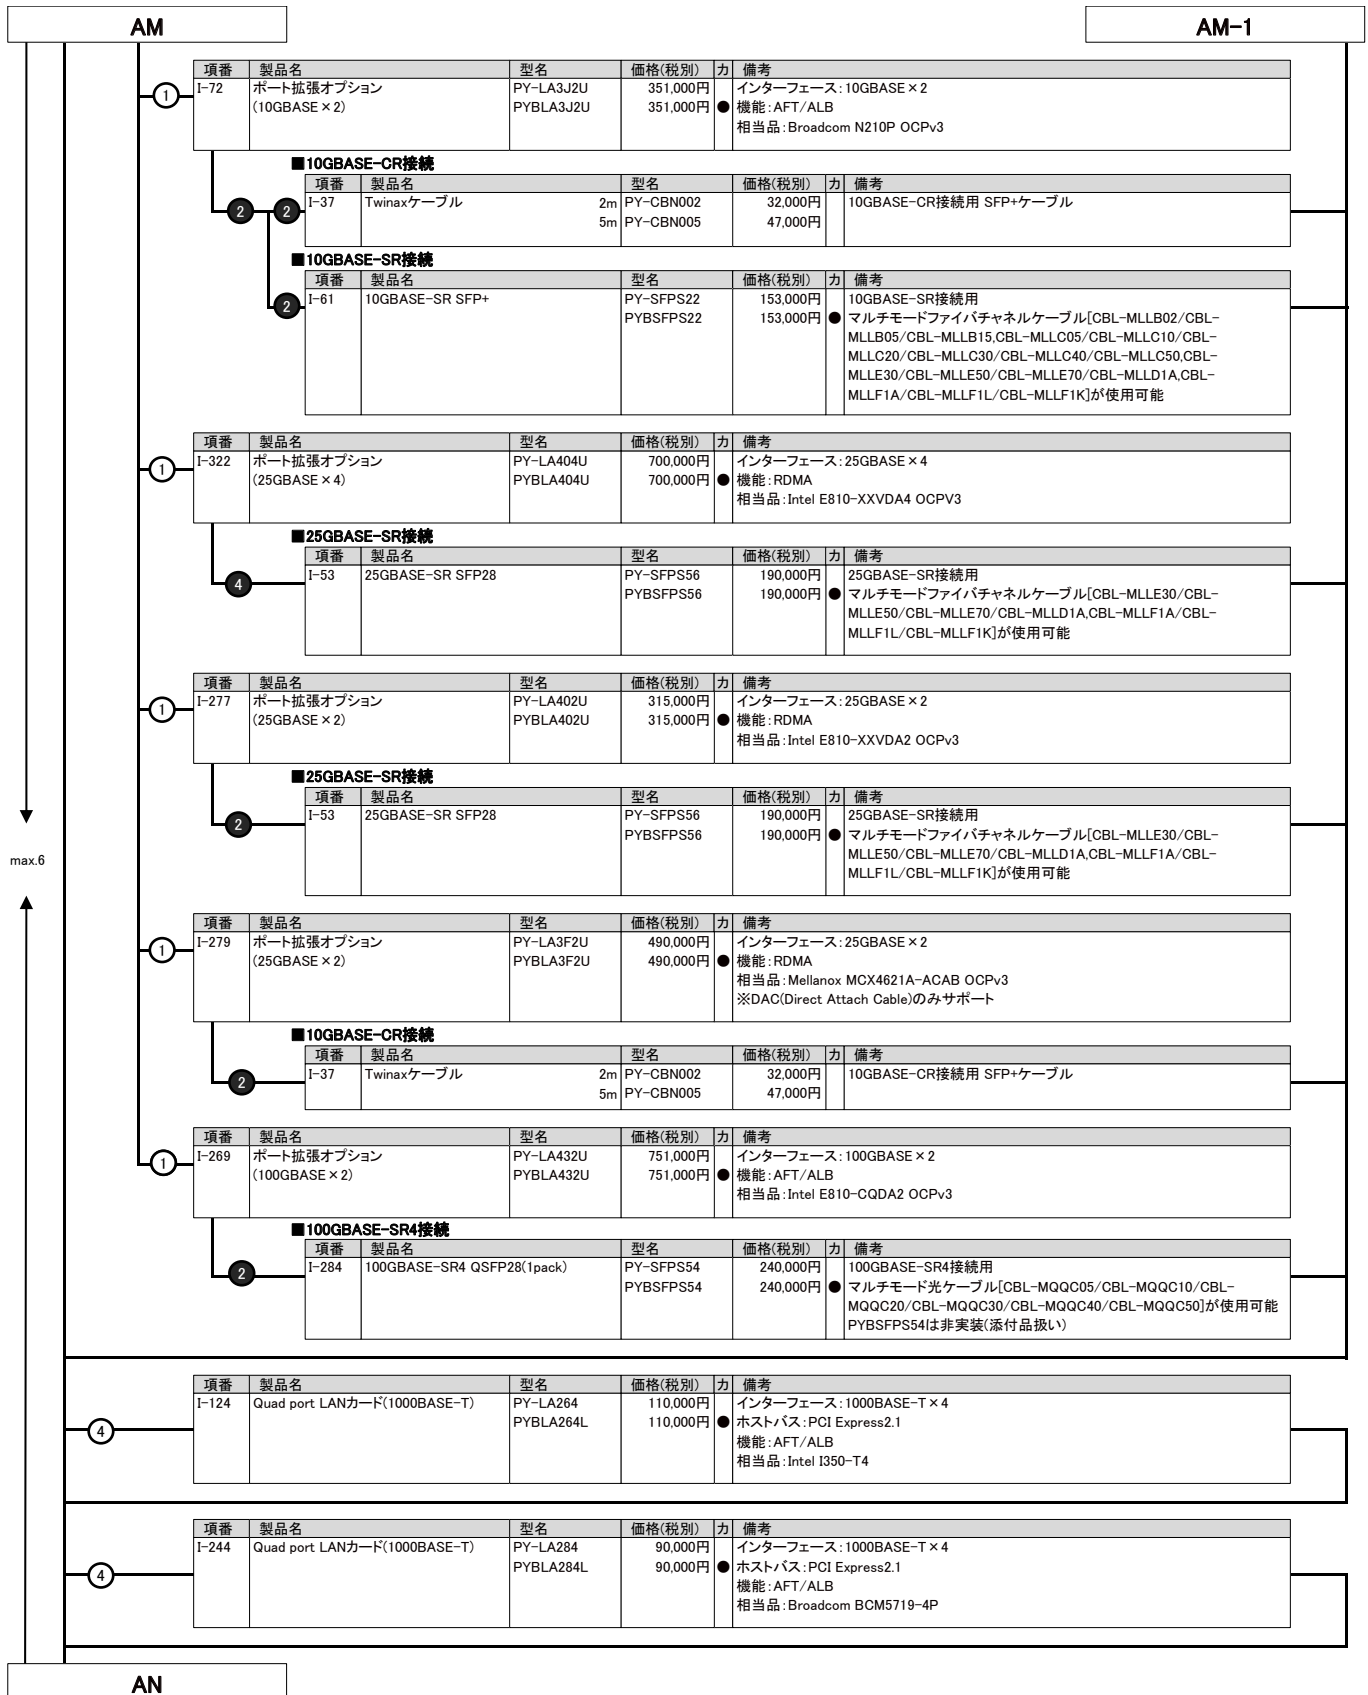 AM
AM-1
項番 製品名 型名 価格(税別) カ 備考
① I-72 ポート拡張オプション PY-LA3J2U 351,000円 インターフェース:10GBASE×2
(10GBASE×2) PYBLA3J2U 351,000円 ● 機能:AFT/ALB
相当品:Broadcom N210P OCPv3
■10GBASE-CR接続
項番 製品名 型名 価格(税別) カ 備考
2 2 I-37 Twinaxケーブル 2m PY-CBN002 32,000円 10GBASE-CR接続用 SFP+ケーブル
5m PY-CBN005 47,000円
■10GBASE-SR接続
項番 製品名 型名 価格(税別) カ 備考
2 I-61 10GBASE-SR SFP+ PY-SFPS22 153,000円 10GBASE-SR接続用
PYBSFPS22 153,000円 ● マルチモードファイバチャネルケーブル[CBL-MLLB02/CBL-
MLLB05/CBL-MLLB15,CBL-MLLC05/CBL-MLLC10/CBL-
MLLC20/CBL-MLLC30/CBL-MLLC40/CBL-MLLC50,CBL-
MLLE30/CBL-MLLE50/CBL-MLLE70/CBL-MLLD1A,CBL-
MLLF1A/CBL-MLLF1L/CBL-MLLF1K]が使用可能
項番 製品名 型名 価格(税別) カ 備考
① I-322 ポート拡張オプション PY-LA404U 700,000円 インターフェース:25GBASE×4
(25GBASE×4) PYBLA404U 700,000円 ● 機能:RDMA
相当品:Intel E810-XXVDA4 OCPV3
■25GBASE-SR接続
項番 製品名 型名 価格(税別) カ 備考
4 I-53 25GBASE-SR SFP28 PY-SFPS56 190,000円 25GBASE-SR接続用
PYBSFPS56 190,000円 ● マルチモードファイバチャネルケーブル[CBL-MLLE30/CBL-
MLLE50/CBL-MLLE70/CBL-MLLD1A,CBL-MLLF1A/CBL-
MLLF1L/CBL-MLLF1K]が使用可能
項番 製品名 型名 価格(税別) カ 備考
① I-277 ポート拡張オプション PY-LA402U 315,000円 インターフェース:25GBASE×2
(25GBASE×2) PYBLA402U 315,000円 ● 機能:RDMA
相当品:Intel E810-XXVDA2 OCPv3
■25GBASE-SR接続
項番 製品名 型名 価格(税別) カ 備考
2 I-53 25GBASE-SR SFP28 PY-SFPS56 190,000円 25GBASE-SR接続用
PYBSFPS56 190,000円 ● マルチモードファイバチャネルケーブル[CBL-MLLE30/CBL-
MLLE50/CBL-MLLE70/CBL-MLLD1A,CBL-MLLF1A/CBL-
MLLF1L/CBL-MLLF1K]が使用可能
max.6
項番 製品名 型名 価格(税別) カ 備考
① I-279 ポート拡張オプション PY-LA3F2U 490,000円 インターフェース:25GBASE×2
(25GBASE×2) PYBLA3F2U 490,000円 ● 機能:RDMA
相当品:Mellanox MCX4621A-ACAB OCPv3
※DAC(Direct Attach Cable)のみサポート
■10GBASE-CR接続
項番 製品名 型名 価格(税別) カ 備考
2 I-37 Twinaxケーブル 2m PY-CBN002 32,000円 10GBASE-CR接続用 SFP+ケーブル
5m PY-CBN005 47,000円
項番 製品名 型名 価格(税別) カ 備考
① I-269 ポート拡張オプション PY-LA432U 751,000円 インターフェース:100GBASE×2
(100GBASE×2) PYBLA432U 751,000円 ● 機能:AFT/ALB
相当品:Intel E810-CQDA2 OCPv3
■100GBASE-SR4接続
項番 製品名 型名 価格(税別) カ 備考
2 I-284 100GBASE-SR4 QSFP28(1pack) PY-SFPS54 240,000円 100GBASE-SR4接続用
PYBSFPS54 240,000円 ● マルチモード光ケーブル[CBL-MQQC05/CBL-MQQC10/CBL-
MQQC20/CBL-MQQC30/CBL-MQQC40/CBL-MQQC50]が使用可能
PYBSFPS54は非実装(添付品扱い)
項番 製品名 型名 価格(税別) カ 備考
④ I-124 Quad port LANカード(1000BASE-T) PY-LA264 110,000円 インターフェース:1000BASE-T×4
PYBLA264L 110,000円 ● ホストバス:PCI Express2.1
機能:AFT/ALB
相当品:Intel I350-T4
項番 製品名 型名 価格(税別) カ 備考
④ I-244 Quad port LANカード(1000BASE-T) PY-LA284 90,000円 インターフェース:1000BASE-T×4
PYBLA284L 90,000円 ● ホストバス:PCI Express2.1
機能:AFT/ALB
相当品:Broadcom BCM5719-4P
AN